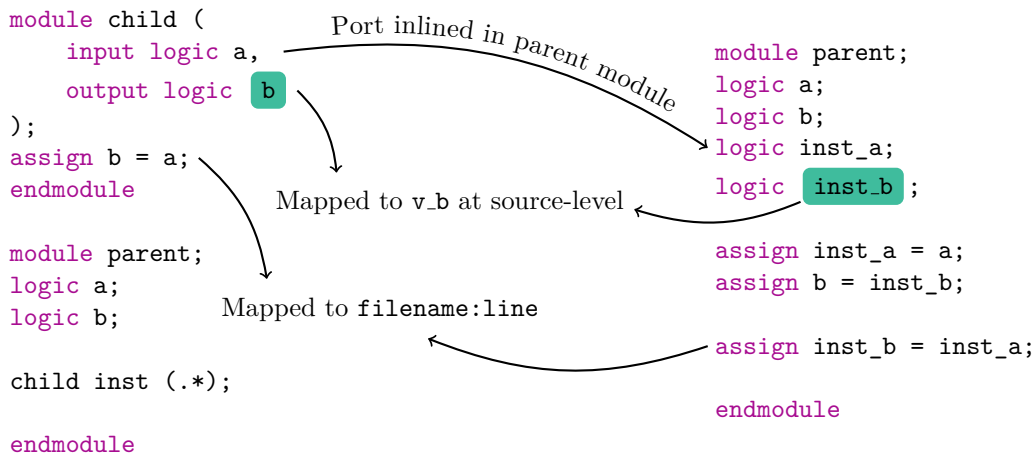 module child (
    input logic a,
    output logic b
);
assign b = a;
endmodule

module parent;
logic a;
logic b;

child inst (.*);

endmodule
Port inlined in parent module
Mapped to v_b at source-level
Mapped to filename:line
module parent;
logic a;
logic b;
logic inst_a;
logic inst_b ;

assign inst_a = a;
assign b = inst_b;

assign inst_b = inst_a;

endmodule